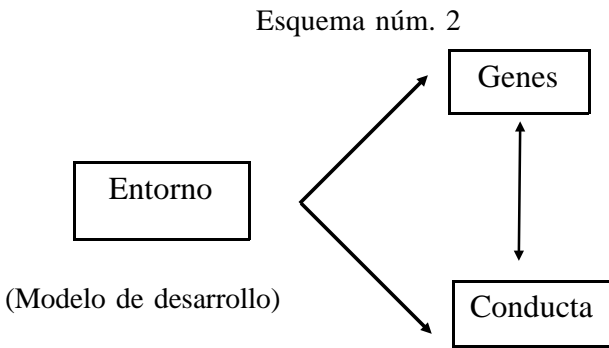 Esquema núm. 2
Genes
Entorno
(Modelo de desarrollo)
Conducta